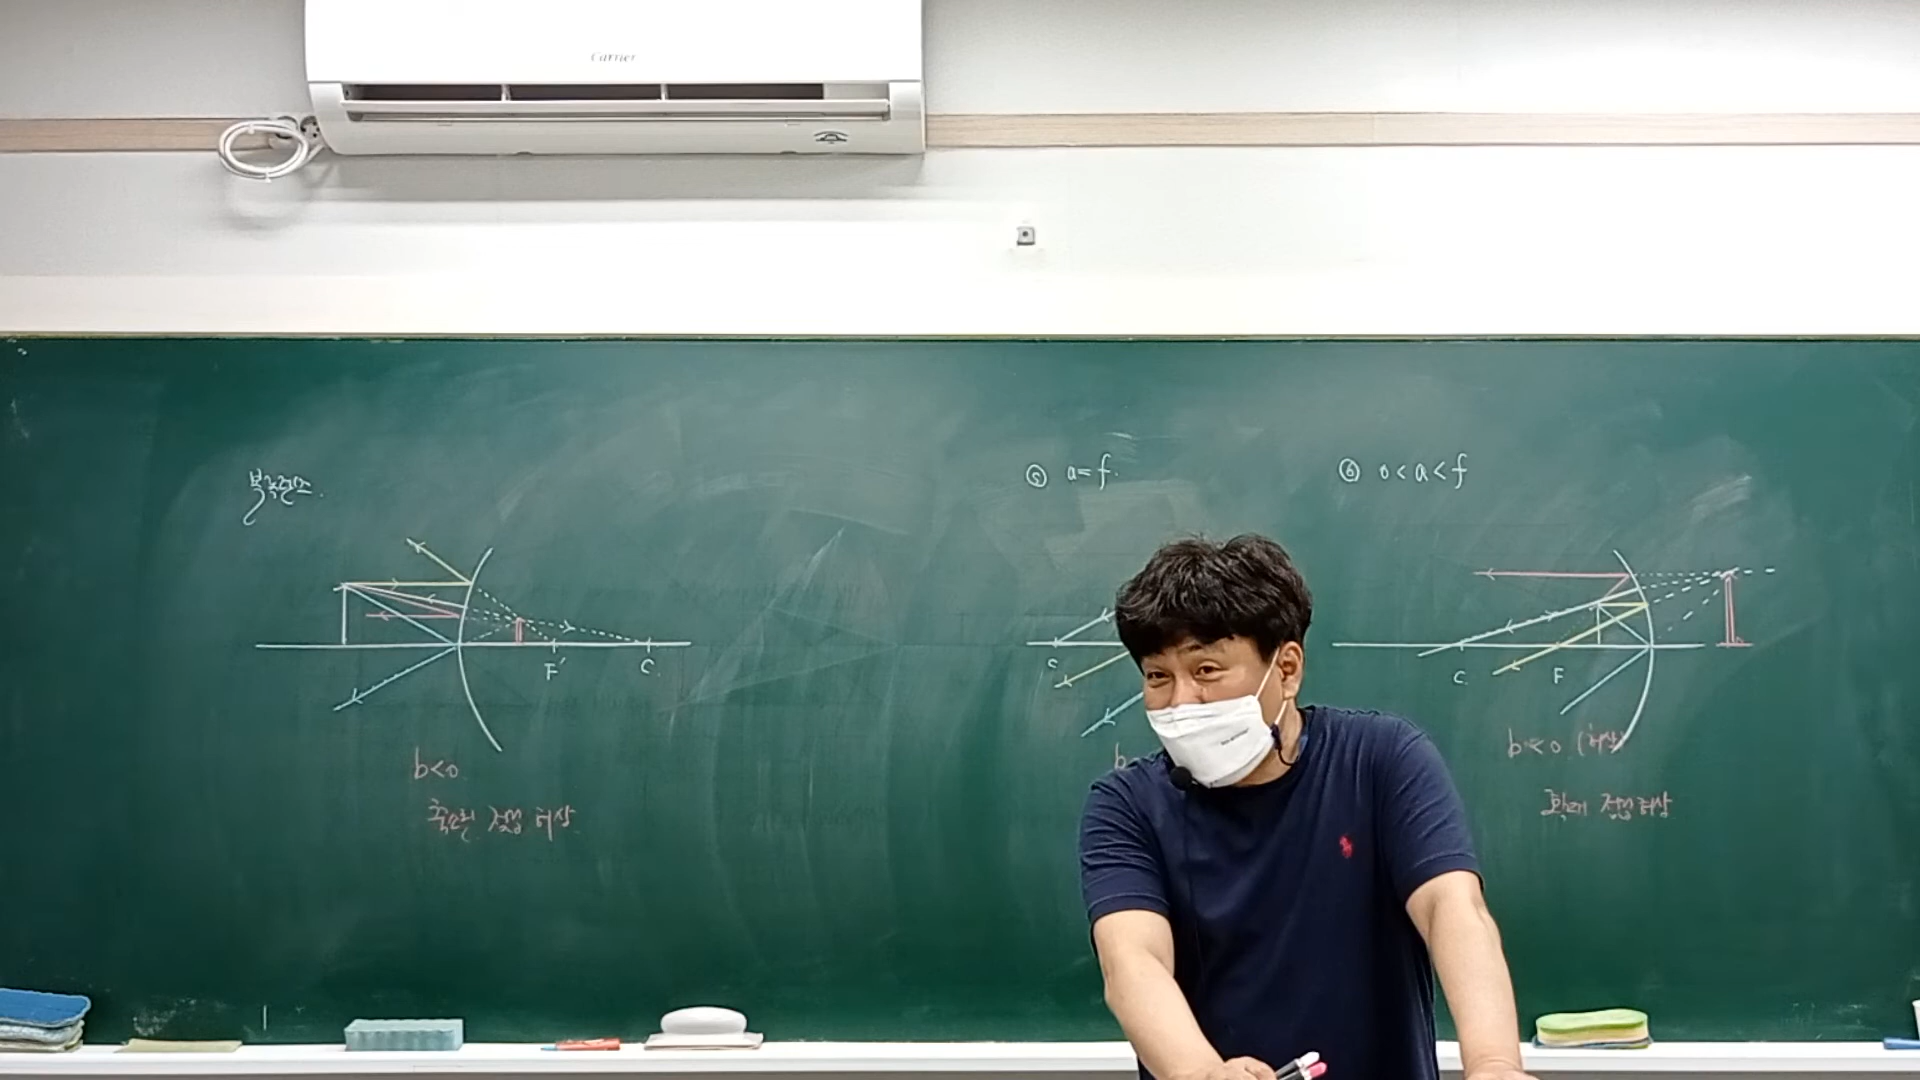 Carrier
볼록렌즈.
F'
C.
b<0
축소된 정립 허상
⑤ a=f.
C
b
⑥ 0<a<f
C.
F
b<0 (허상)
확대 정립허상